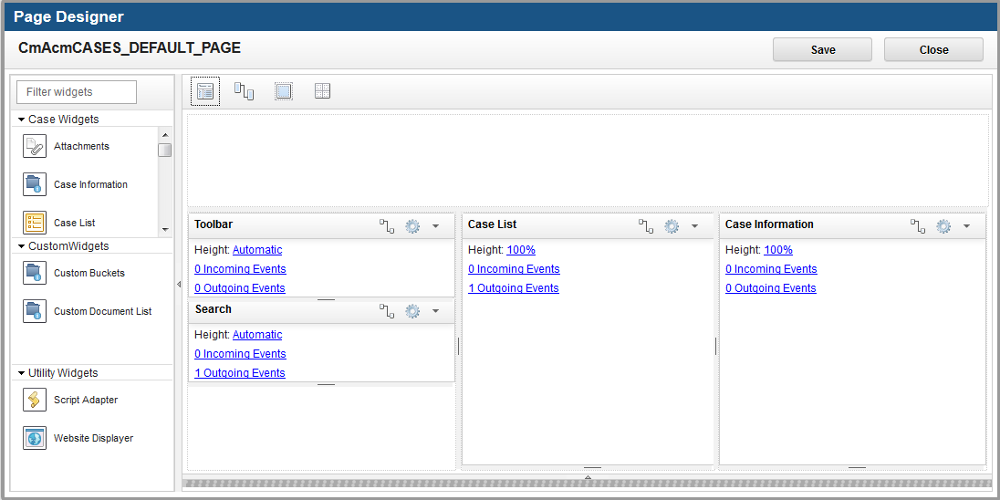 Page Designer
CmAcmCASES_DEFAULT_PAGE
Save
Close
Filter widgets
Case Widgets
Attachments
Case Information
Case List
CustomWidgets
Custom Buckets
Custom Document List
Utility Widgets
Script Adapter
Website Displayer
Toolbar
Height: Automatic
0 Incoming Events
0 Outgoing Events
Search
Height: Automatic
0 Incoming Events
1 Outgoing Events
Case List
Height: 100%
0 Incoming Events
1 Outgoing Events
Case Information
Height: 100%
0 Incoming Events
0 Outgoing Events